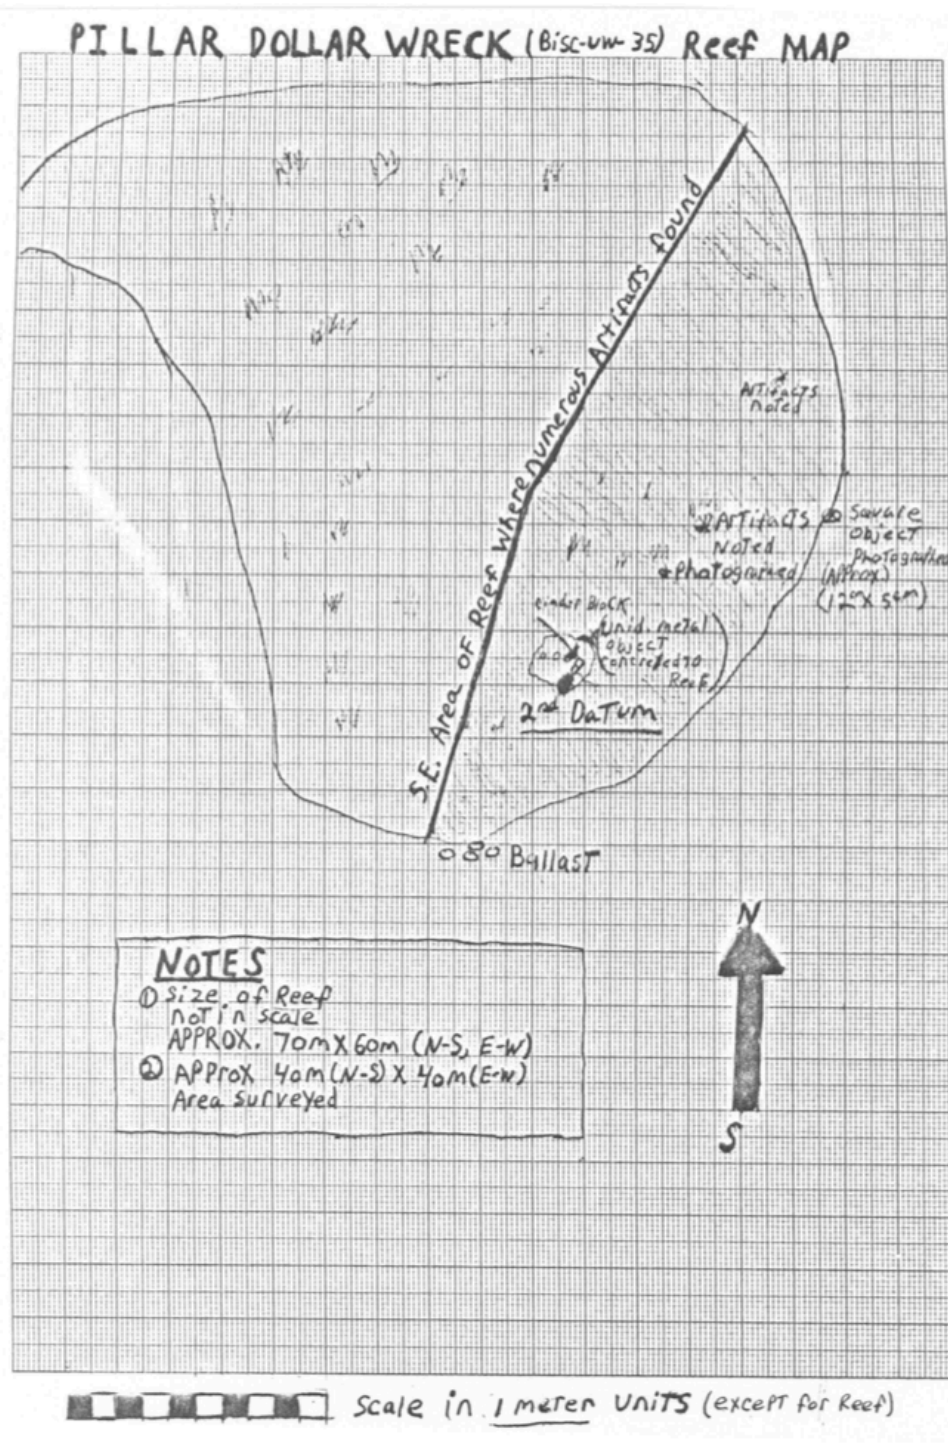 PILLAR DOLLAR WRECK (Bisc-UW-35) Reef MAP
S.E. Area of Reef Where numerous Artifacts found
Artifacts
noted
Artifacts
Noted
Photographed
Square
Object
Photographed
(Approx)
(12cm X 5cm)
Cinder Block
Unid. metal
object
concreted to
Reef
2nd DaTum
080 Ballast
N
S
NOTES
① Size of Reef
not in scale
APPROX. 70m X 60m (N-S, E-W)
② APProx 40m (N-S) X 40m (E-W)
Area surveyed
Scale in 1 meter units (except for Reef)